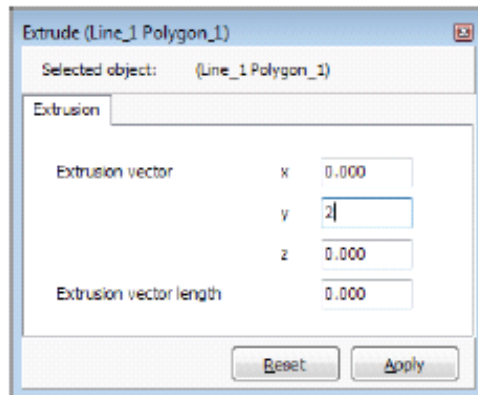 Extrude (Line_1 Polygon_1)
Selected object: (Line_1 Polygon_1)
Extrusion
Extrusion vector x 0.000
y 2
z 0.000
Extrusion vector length 0.000
Reset Apply